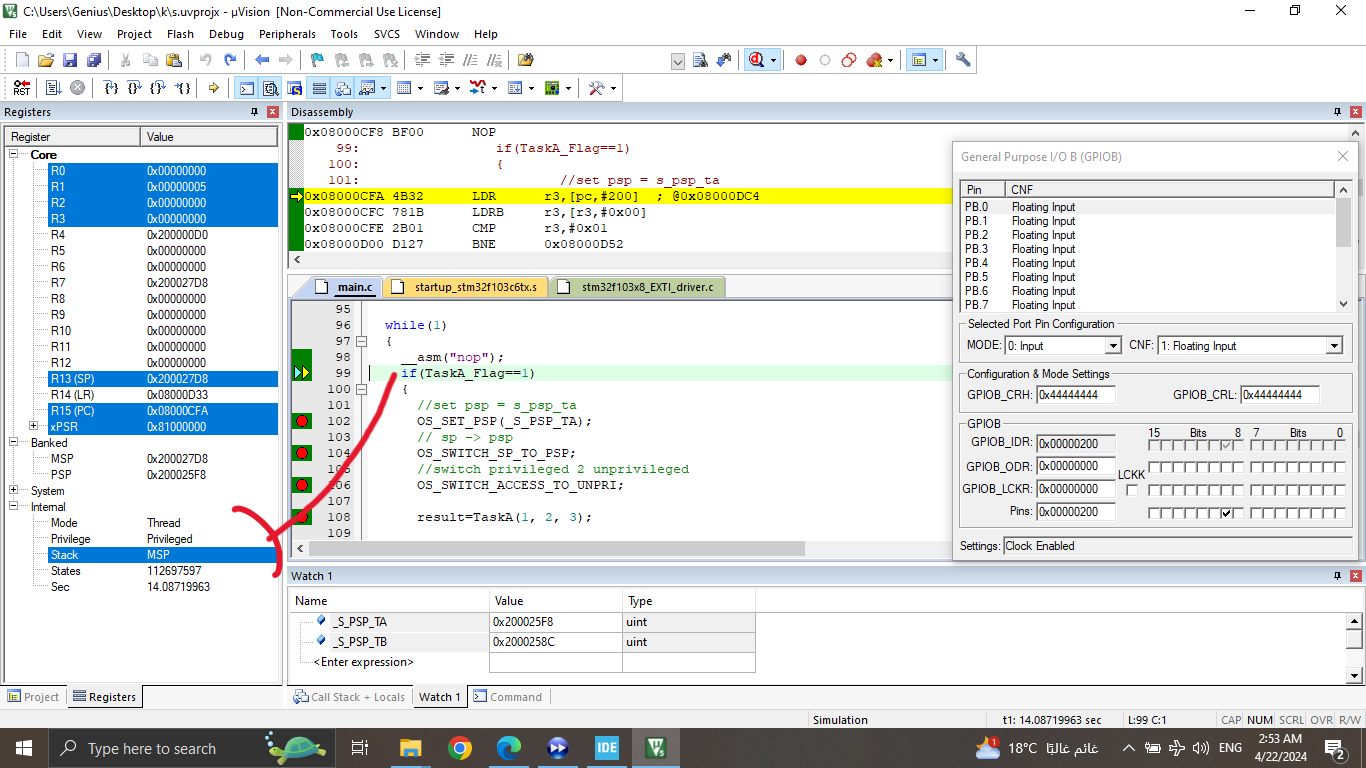 C:\Users\Genius\Desktop\k\s.uvprojx - µVision [Non-Commercial Use License]
File Edit View Project Flash Debug Peripherals Tools SVCS Window Help
RST
Registers
Register Value
Core
R0 0x00000000
R1 0x00000005
R2 0x00000000
R3 0x00000000
R4 0x200000D0
R5 0x00000000
R6 0x00000000
R7 0x200027D8
R8 0x00000000
R9 0x00000000
R10 0x00000000
R11 0x00000000
R12 0x00000000
R13 (SP) 0x200027D8
R14 (LR) 0x08000D33
R15 (PC) 0x08000CFA
xPSR 0x81000000
Banked
MSP 0x200027D8
PSP 0x200025F8
System
Internal
Mode Thread
Privilege Privileged
Stack MSP
States 112697597
Sec 14.08719963
Project Registers
Disassembly
0x08000CF8 BF00 NOP
99: if(TaskA_Flag==1)
100: {
101: //set psp = s_psp_ta
0x08000CFA 4B32 LDR r3,[pc,#200] ; @0x08000DC4
0x08000CFC 781B LDRB r3,[r3,#0x00]
0x08000CFE 2B01 CMP r3,#0x01
0x08000D00 D127 BNE 0x08000D52
main.c startup_stm32f103c6tx.s stm32f103x8_EXTI_driver.c
95
96 while(1)
97 {
98 __asm("nop");
99 if(TaskA_Flag==1)
100 {
101 //set psp = s_psp_ta
102 OS_SET_PSP(_S_PSP_TA);
103 // sp -> psp
104 OS_SWITCH_SP_TO_PSP;
105 //switch privileged 2 unprivileged
106 OS_SWITCH_ACCESS_TO_UNPRI;
107
108 result=TaskA(1, 2, 3);
109
General Purpose I/O B (GPIOB)
Pin CNF
PB.0 Floating Input
PB.1 Floating Input
PB.2 Floating Input
PB.3 Floating Input
PB.4 Floating Input
PB.5 Floating Input
PB.6 Floating Input
PB.7 Floating Input
Selected Port Pin Configuration
MODE: 0: Input CNF: 1: Floating Input
Configuration & Mode Settings
GPIOB_CRH: 0x44444444 GPIOB_CRL: 0x44444444
GPIOB
15 Bits 8 7 Bits 0
GPIOB_IDR: 0x00000200
GPIOB_ODR: 0x00000000
LCKK
GPIOB_LCKR: 0x00000000
Pins: 0x00000200
Settings: Clock Enabled
Watch 1
Name Value Type
_S_PSP_TA 0x200025F8 uint
_S_PSP_TB 0x2000258C uint
<Enter expression>
Call Stack + Locals Watch 1 Command
Simulation t1: 14.08719963 sec L:99 C:1 CAP NUM SCRL OVR R/W
Type here to search
IDE
1
18°C غائم غالبًا
ENG
2:53 AM
4/22/2024
2